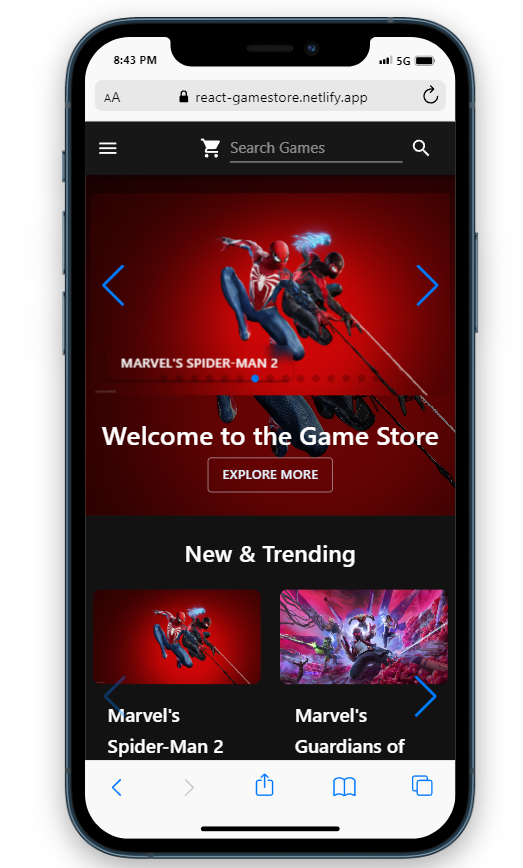 8:43 PM
5G
AA
react-gamestore.netlify.app
Search Games
MARVEL'S SPIDER-MAN 2
Welcome to the Game Store
EXPLORE MORE
New & Trending
Marvel's
Spider-Man 2
Marvel's
Guardians of